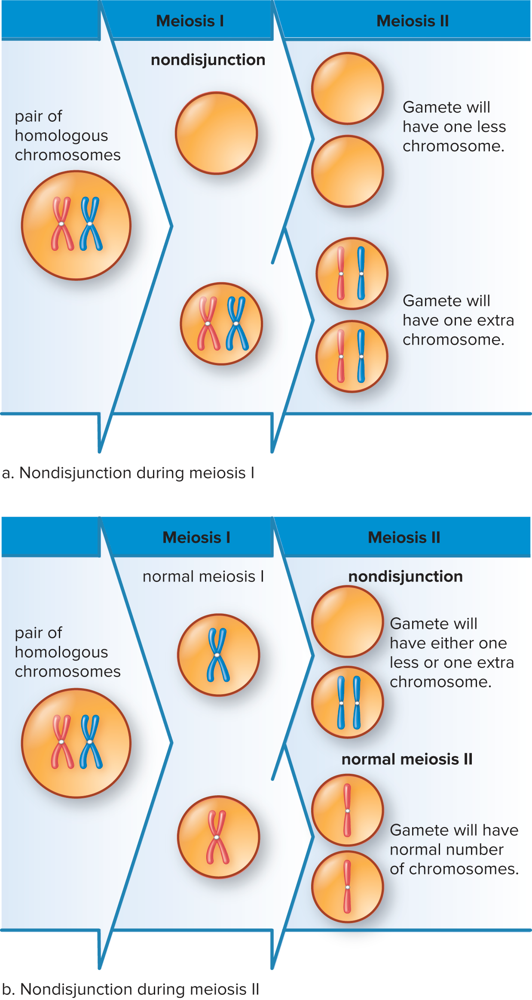 Meiosis I
Meiosis II
nondisjunction
pair of
homologous
chromosomes
Gamete will
have one less
chromosome.
Gamete will
have one extra
chromosome.
a. Nondisjunction during meiosis I
Meiosis I
Meiosis II
normal meiosis I
nondisjunction
pair of
homologous
chromosomes
Gamete will
have either one
less or one extra
chromosome.
normal meiosis II
Gamete will have
normal number
of chromosomes.
b. Nondisjunction during meiosis II